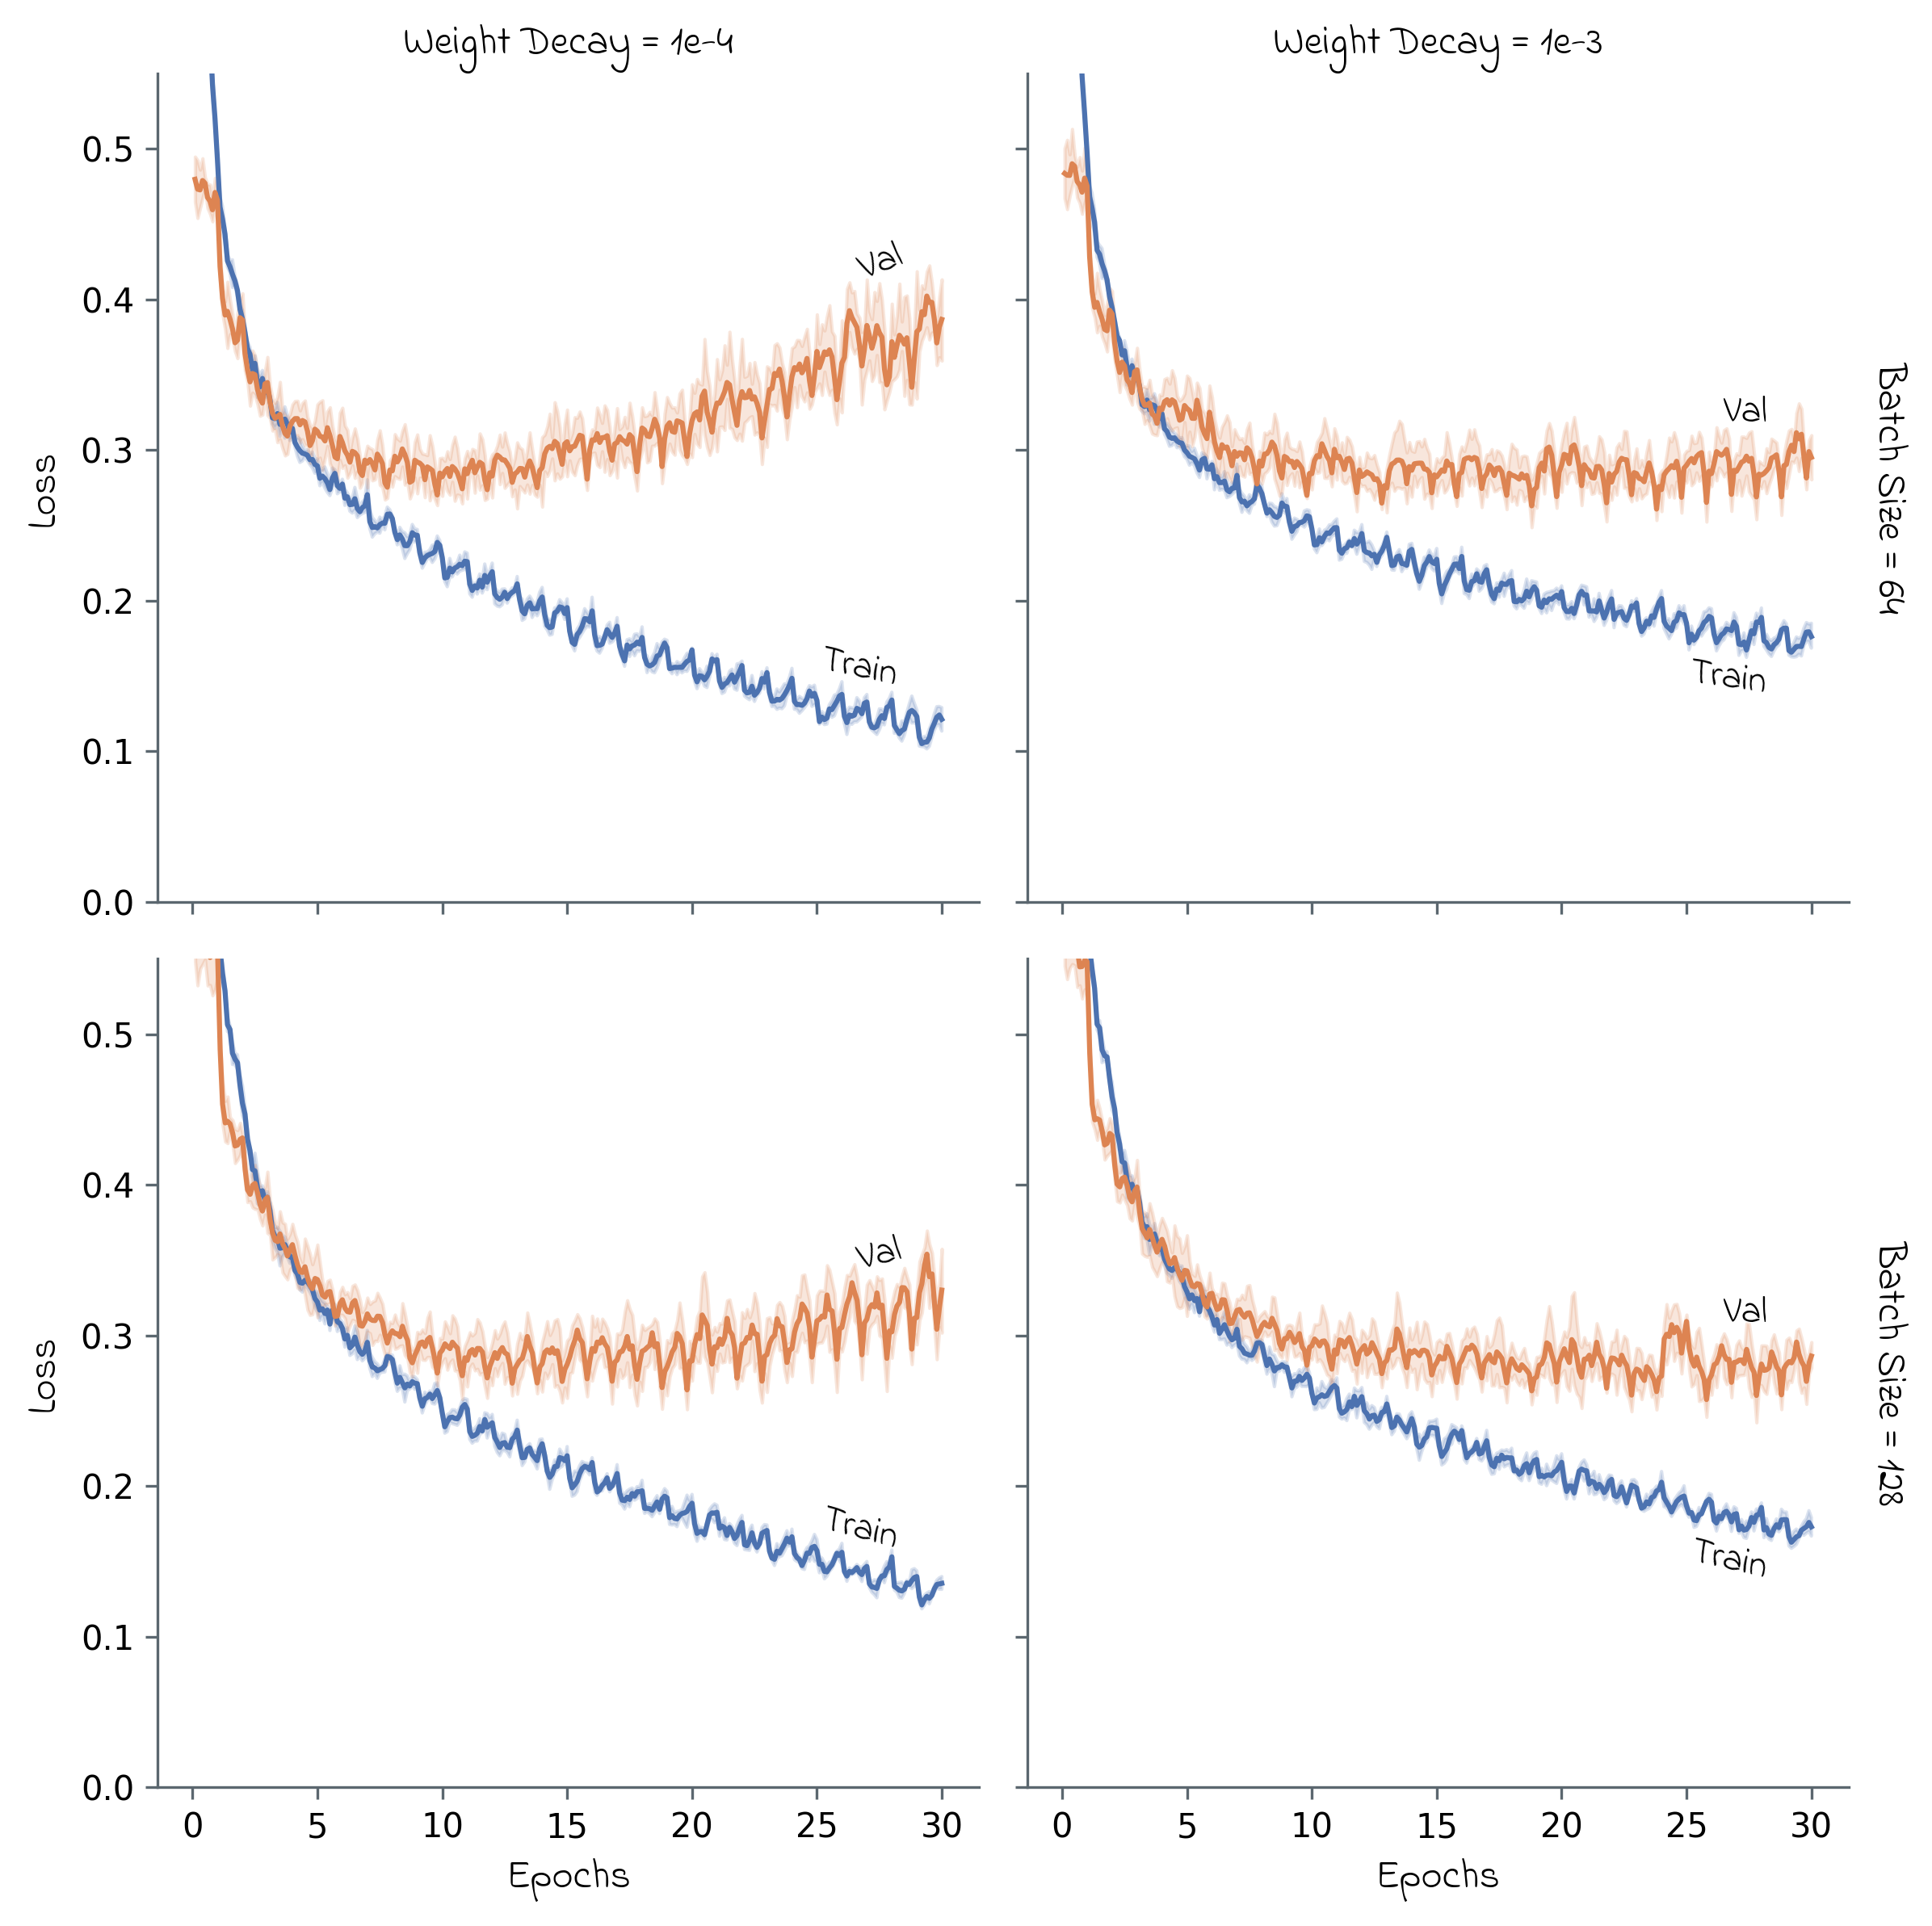 Weight Decay = 1e-4
Weight Decay = 1e-3
0.5
0.4
0.3
0.2
0.1
0.0
Loss
Val
Train
Val
Train
Batch Size = 64
0.5
0.4
0.3
0.2
0.1
0.0
Loss
Val
Train
Val
Train
Batch Size = 128
0 5 10 15 20 25 30
0 5 10 15 20 25 30
Epochs
Epochs